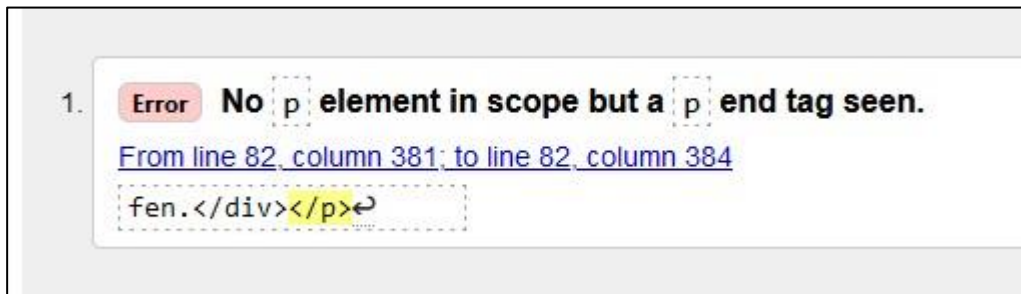 1. Error No p element in scope but a p end tag seen.
From line 82, column 381; to line 82, column 384
fen.</div></p>↩